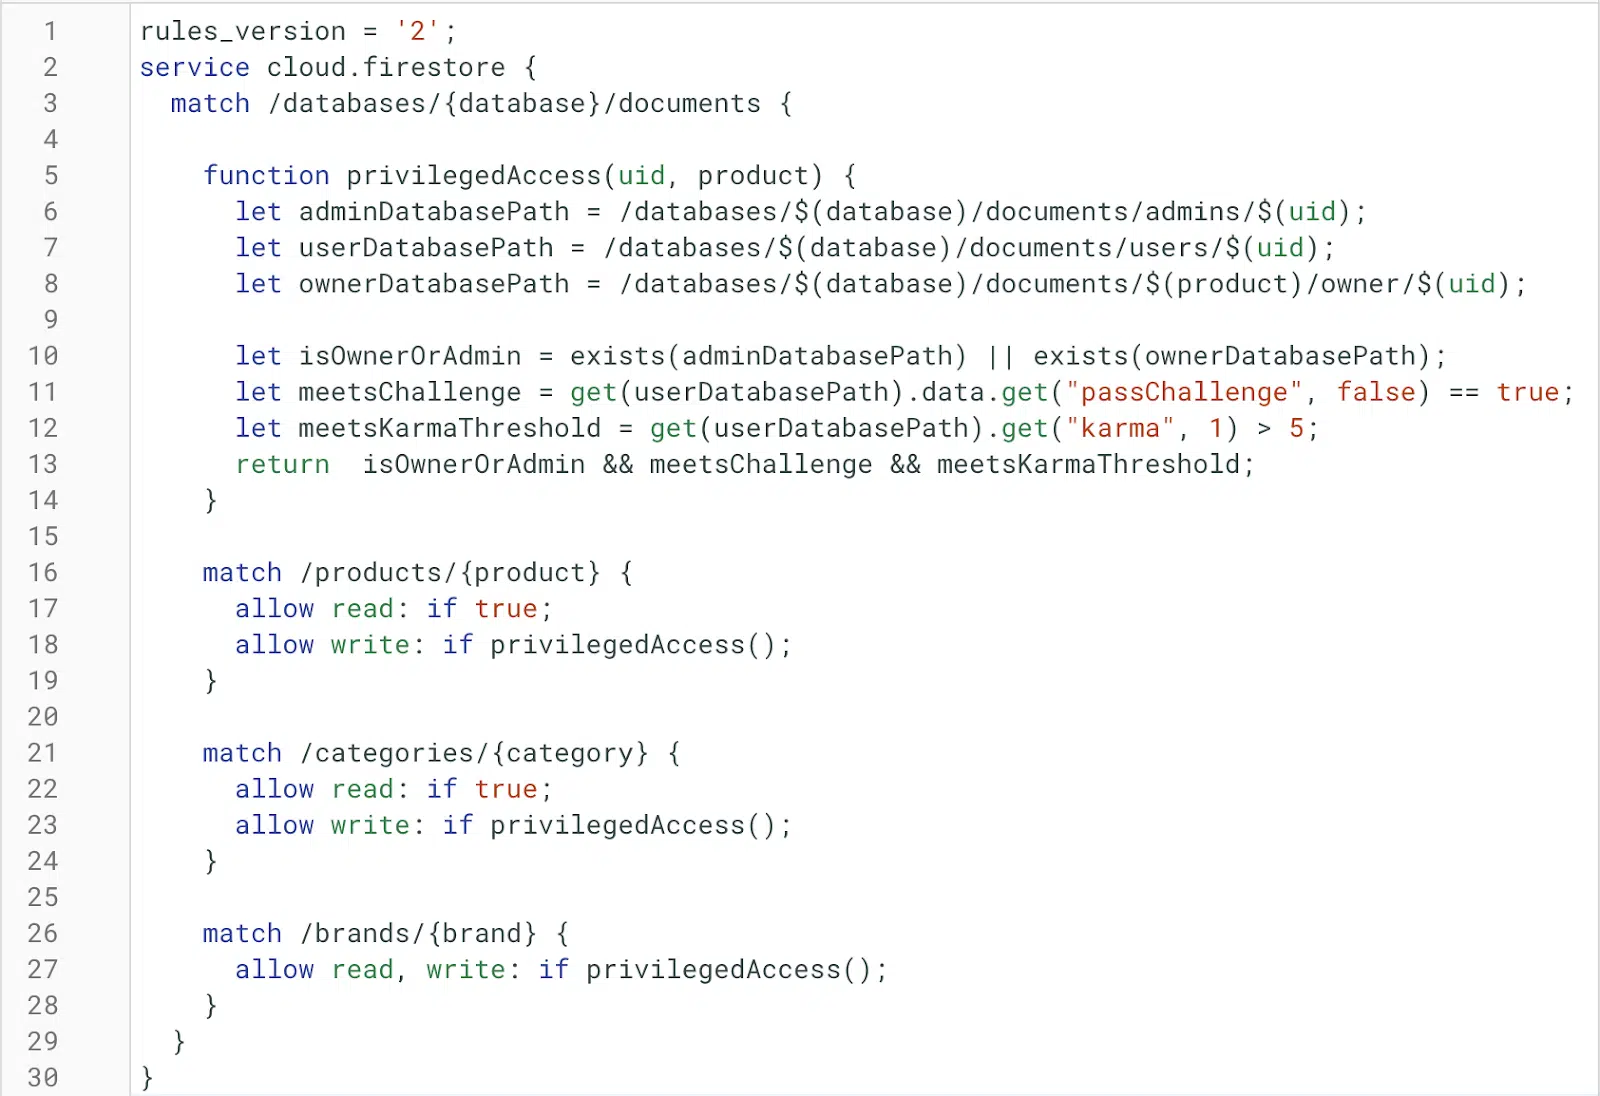 1 rules_version = '2';
2 service cloud.firestore {
3   match /databases/{database}/documents {
4
5     function privilegedAccess(uid, product) {
6       let adminDatabasePath = /databases/$(database)/documents/admins/$(uid);
7       let userDatabasePath = /databases/$(database)/documents/users/$(uid);
8       let ownerDatabasePath = /databases/$(database)/documents/$(product)/owner/$(uid);
9
10       let isOwnerOrAdmin = exists(adminDatabasePath) || exists(ownerDatabasePath);
11       let meetsChallenge = get(userDatabasePath).data.get("passChallenge", false) == true;
12       let meetsKarmaThreshold = get(userDatabasePath).get("karma", 1) > 5;
13       return  isOwnerOrAdmin && meetsChallenge && meetsKarmaThreshold;
14     }
15
16     match /products/{product} {
17       allow read: if true;
18       allow write: if privilegedAccess();
19     }
20
21     match /categories/{category} {
22       allow read: if true;
23       allow write: if privilegedAccess();
24     }
25
26     match /brands/{brand} {
27       allow read, write: if privilegedAccess();
28     }
29   }
30 }